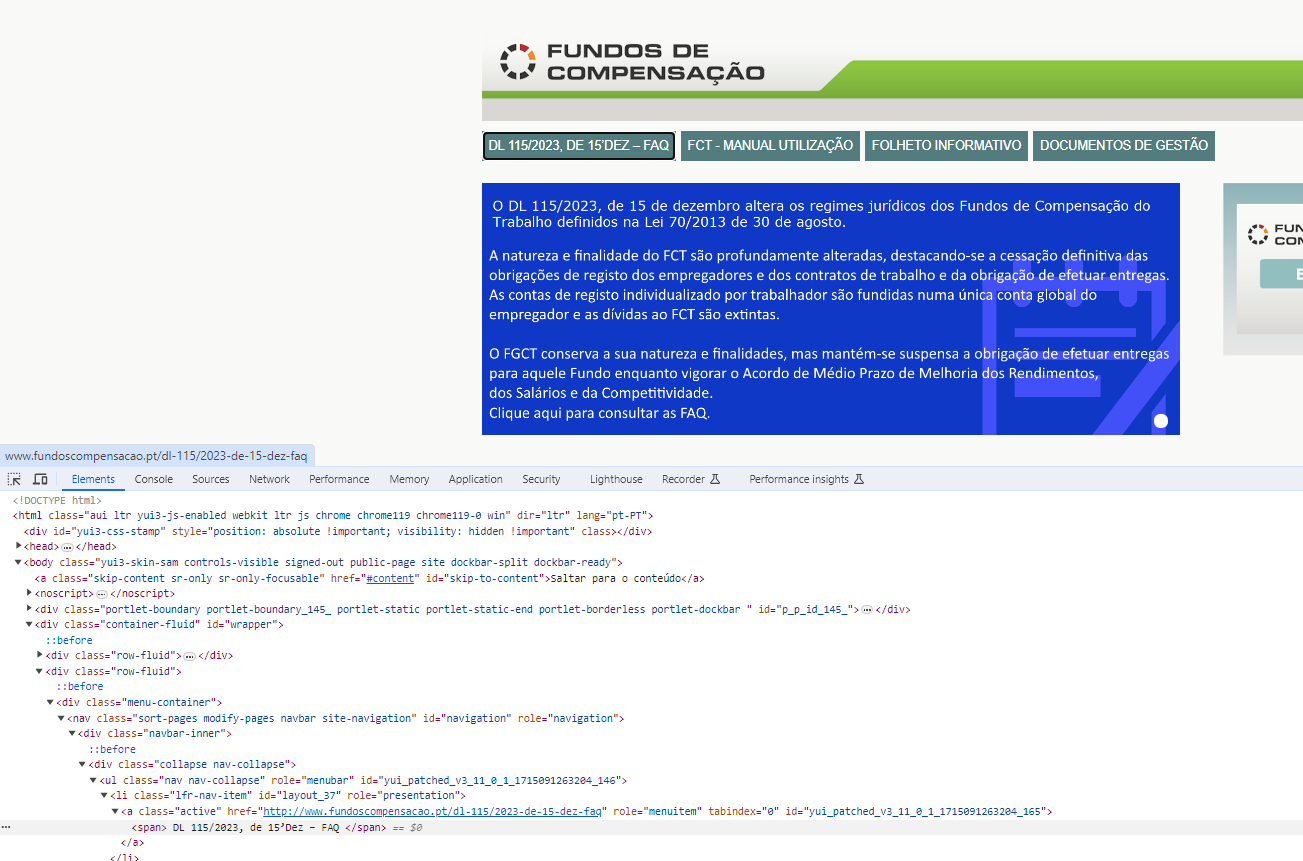 FUNDOS DE
COMPENSAÇÃO
DL 115/2023, DE 15'DEZ – FAQ
FCT - MANUAL UTILIZAÇÃO
FOLHETO INFORMATIVO
DOCUMENTOS DE GESTÃO
O DL 115/2023, de 15 de dezembro altera os regimes jurídicos dos Fundos de Compensação do
Trabalho definidos na Lei 70/2013 de 30 de agosto.
A natureza e finalidade do FCT são profundamente alteradas, destacando-se a cessação definitiva das
obrigações de registo dos empregadores e dos contratos de trabalho e da obrigação de efetuar entregas.
As contas de registo individualizado por trabalhador são fundidas numa única conta global do
empregador e as dívidas ao FCT são extintas.
O FGCT conserva a sua natureza e finalidades, mas mantém-se suspensa a obrigação de efetuar entregas
para aquele Fundo enquanto vigorar o Acordo de Médio Prazo de Melhoria dos Rendimentos,
dos Salários e da Competitividade.
Clique aqui para consultar as FAQ.
FUN
COM
E
www.fundoscompensacao.pt/dl-115/2023-de-15-dez-faq
Elements Console Sources Network Performance Memory Application Security Lighthouse Recorder Performance insights
<!DOCTYPE html>
<html class="aui ltr yui3-js-enabled webkit ltr js chrome chrome119 chrome119-0 win" dir="ltr" lang="pt-PT">
<div id="yui3-css-stamp" style="position: absolute !important; visibility: hidden !important" class></div>
<head>…</head>
<body class="yui3-skin-sam controls-visible signed-out public-page site dockbar-split dockbar-ready">
<a class="skip-content sr-only sr-only-focusable" href="#content" id="skip-to-content">Saltar para o conteúdo</a>
<noscript>…</noscript>
<div class="portlet-boundary portlet-boundary_145_ portlet-static portlet-static-end portlet-borderless portlet-dockbar " id="p_p_id_145_">…</div>
<div class="container-fluid" id="wrapper">
::before
<div class="row-fluid">…</div>
<div class="row-fluid">
::before
<div class="menu-container">
<nav class="sort-pages modify-pages navbar site-navigation" id="navigation" role="navigation">
<div class="navbar-inner">
::before
<div class="collapse nav-collapse">
<ul class="nav nav-collapse" role="menubar" id="yui_patched_v3_11_0_1_1715091263204_146">
<li class="lfr-nav-item" id="layout_37" role="presentation">
<a class="active" href="http://www.fundoscompensacao.pt/dl-115/2023-de-15-dez-faq" role="menuitem" tabindex="0" id="yui_patched_v3_11_0_1_1715091263204_165">
… <span> DL 115/2023, de 15'Dez – FAQ </span> == $0
</a>
</li>